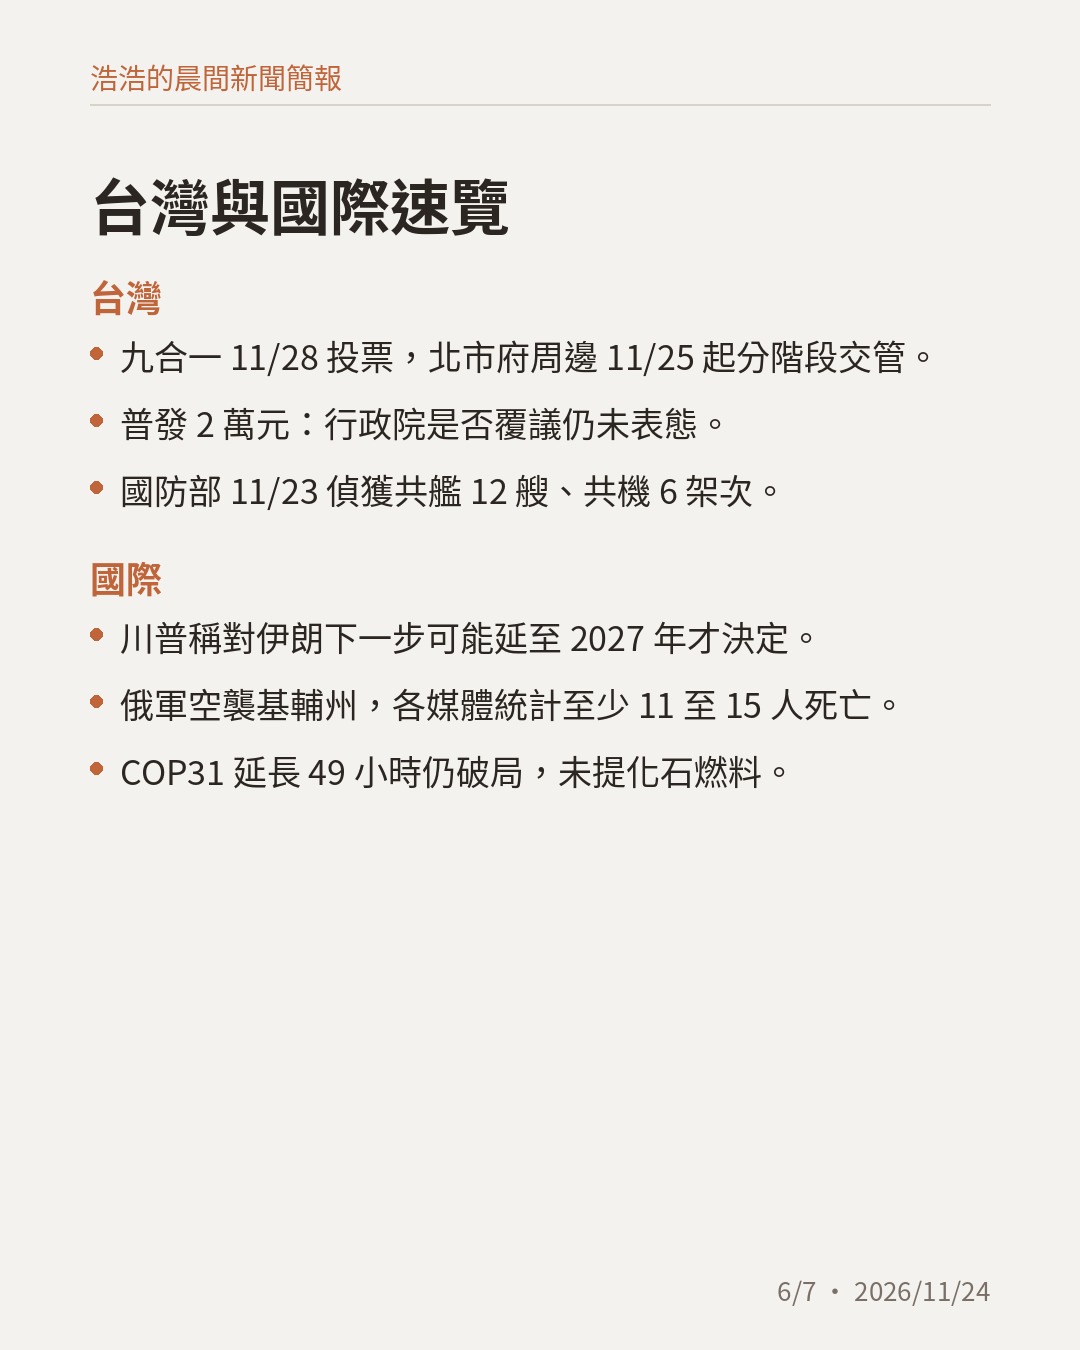 浩浩的晨間新聞簡報
台灣與國際速覽
台灣
九合一 11/28 投票，北市府周邊 11/25 起分階段交管。
普發 2 萬元：行政院是否覆議仍未表態。
國防部 11/23 偵獲共艦 12 艘、共機 6 架次。
國際
川普稱對伊朗下一步可能延至 2027 年才決定。
俄軍空襲基輔州，各媒體統計至少 11 至 15 人死亡。
COP31 延長 49 小時仍破局，未提化石燃料。
6/7 • 2026/11/24